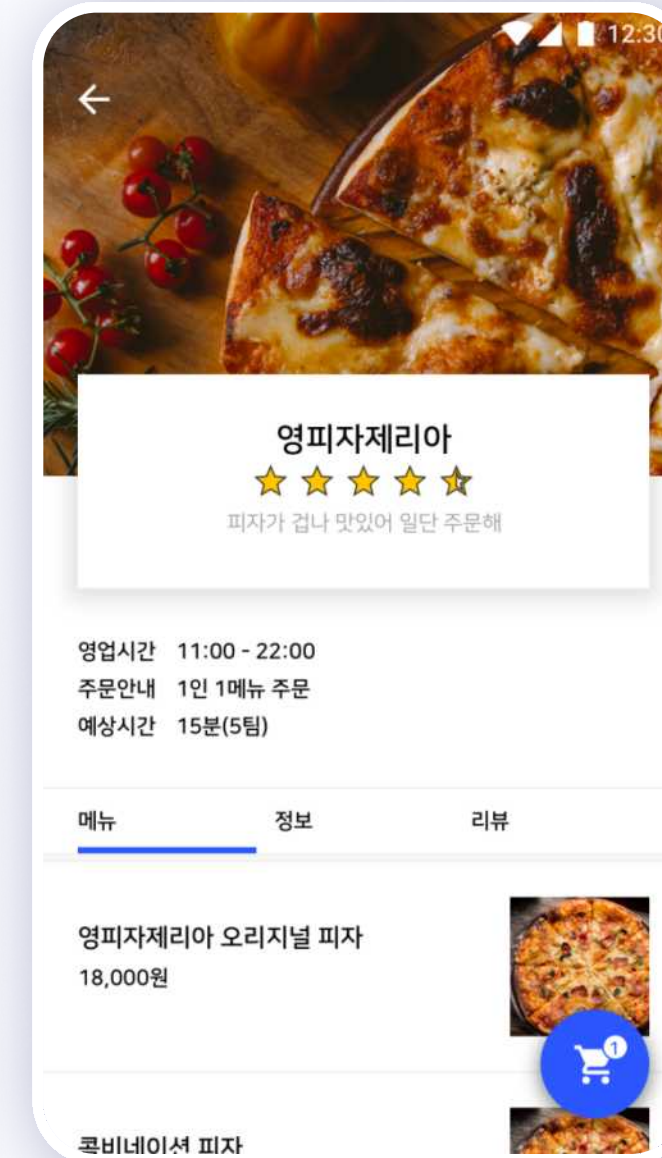 12:30
영피자제리아
피자가 겁나 맛있어 일단 주문해
영업시간 11:00 - 22:00
주문안내 1인 1메뉴 주문
예상시간 15분(5팀)
메뉴 정보 리뷰
영피자제리아 오리지널 피자
18,000원
1
콤비네이션 피자